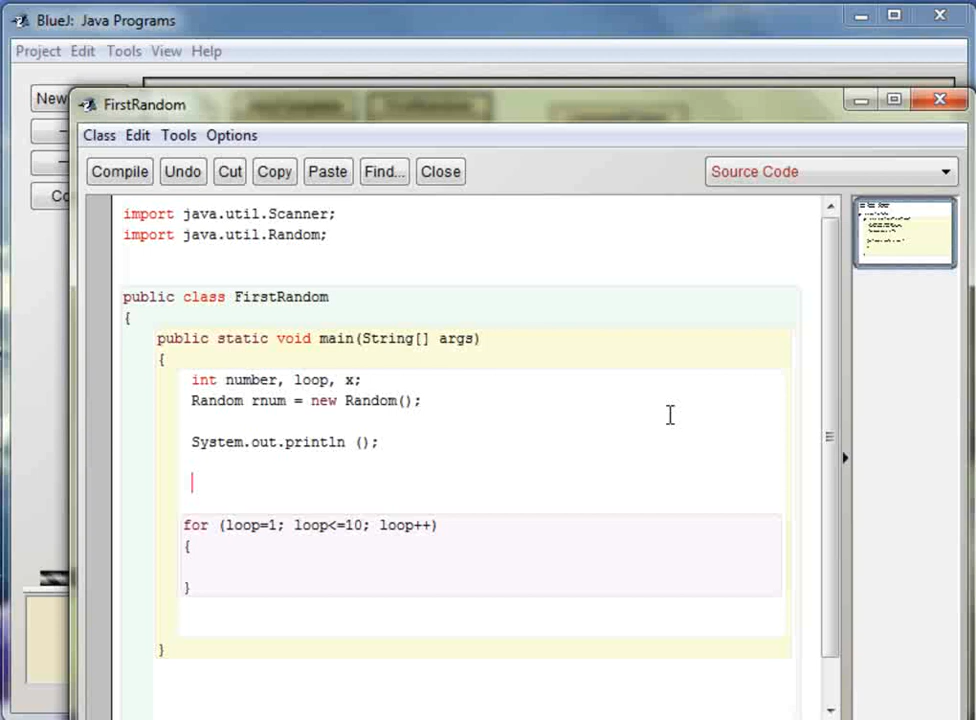 BlueJ: Java Programs
Project Edit Tools View Help
New
FirstRandom
Class Edit Tools Options
Compile Undo Cut Copy Paste Find... Close Source Code
import java.util.Scanner;
import java.util.Random;
public class FirstRandom
{
public static void main(String[] args)
{
int number, loop, x;
Random rnum = new Random();
System.out.println ();
for (loop=1; loop<=10; loop++)
{
}
}